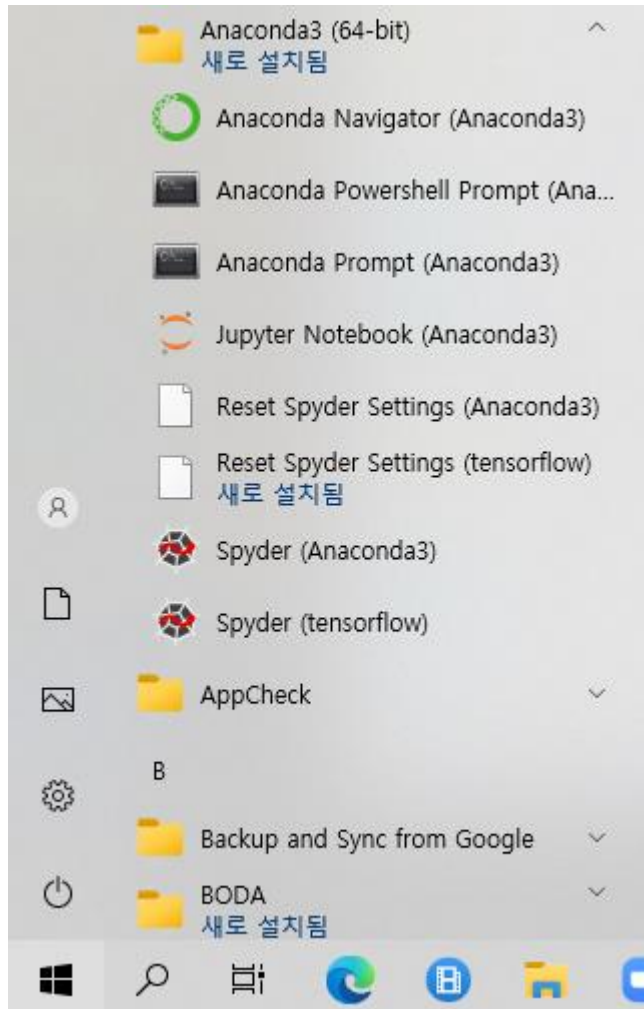 Anaconda3 (64-bit)
새로 설치됨
Anaconda Navigator (Anaconda3)
Anaconda Powershell Prompt (Ana...
Anaconda Prompt (Anaconda3)
Jupyter Notebook (Anaconda3)
Reset Spyder Settings (Anaconda3)
Reset Spyder Settings (tensorflow)
새로 설치됨
Spyder (Anaconda3)
Spyder (tensorflow)
AppCheck
B
Backup and Sync from Google
BODA
새로 설치됨